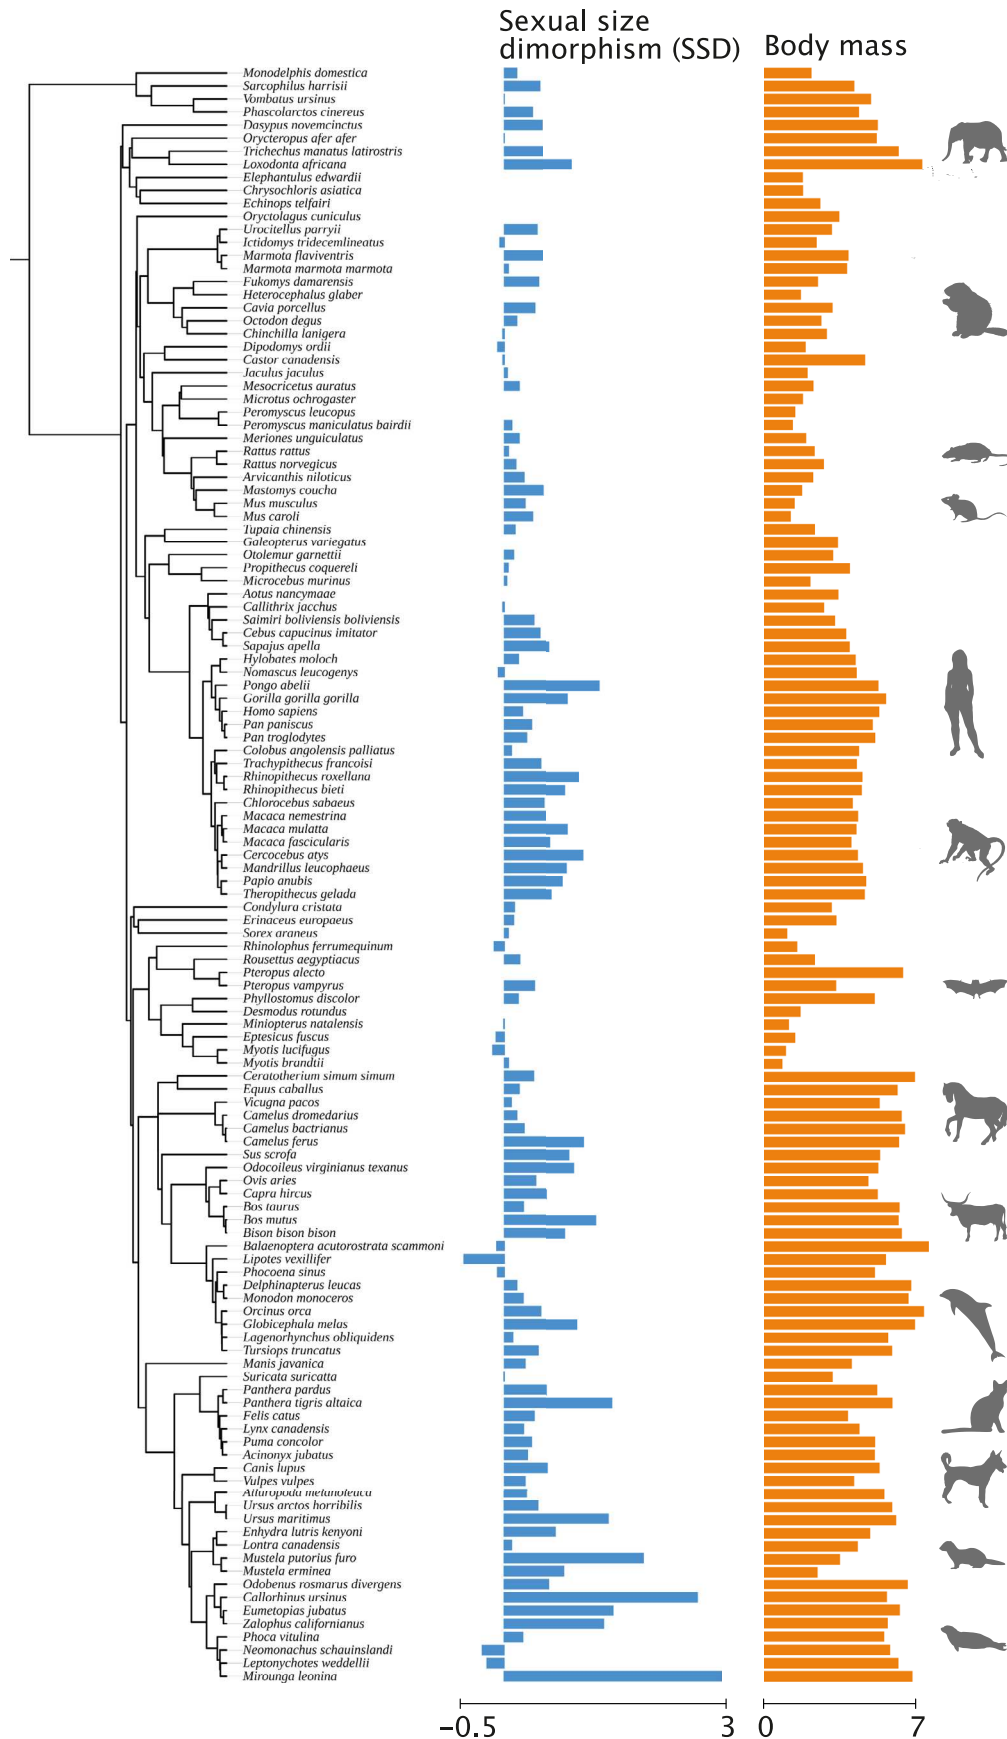 Sexual size
dimorphism (SSD)
Body mass
Monodelphis domestica
Sarcophilus harrisii
Vombatus ursinus
Phascolarctos cinereus
Dasypus novemcinctus
Orycteropus afer afer
Trichechus manatus latirostris
Loxodonta africana
Elephantulus edwardii
Chrysochloris asiatica
Echinops telfairi
Oryctolagus cuniculus
Urocitellus parryii
Ictidomys tridecemlineatus
Marmota flaviventris
Marmota marmota marmota
Fukomys damarensis
Heterocephalus glaber
Cavia porcellus
Octodon degus
Chinchilla lanigera
Dipodomys ordii
Castor canadensis
Jaculus jaculus
Mesocricetus auratus
Microtus ochrogaster
Peromyscus leucopus
Peromyscus maniculatus bairdii
Meriones unguiculatus
Rattus rattus
Rattus norvegicus
Arvicanthis niloticus
Mastomys coucha
Mus musculus
Mus caroli
Tupaia chinensis
Galeopterus variegatus
Otolemur garnettii
Propithecus coquereli
Microcebus murinus
Aotus nancymaae
Callithrix jacchus
Saimiri boliviensis boliviensis
Cebus capucinus imitator
Sapajus apella
Hylobates moloch
Nomascus leucogenys
Pongo abelii
Gorilla gorilla gorilla
Homo sapiens
Pan paniscus
Pan troglodytes
Colobus angolensis palliatus
Trachypithecus francoisi
Rhinopithecus roxellana
Rhinopithecus bieti
Chlorocebus sabaeus
Macaca nemestrina
Macaca mulatta
Macaca fascicularis
Cercocebus atys
Mandrillus leucophaeus
Papio anubis
Theropithecus gelada
Condylura cristata
Erinaceus europaeus
Sorex araneus
Rhinolophus ferrumequinum
Rousettus aegyptiacus
Pteropus alecto
Pteropus vampyrus
Phyllostomus discolor
Desmodus rotundus
Miniopterus natalensis
Eptesicus fuscus
Myotis lucifugus
Myotis brandtii
Ceratotherium simum simum
Equus caballus
Vicugna pacos
Camelus dromedarius
Camelus bactrianus
Camelus ferus
Sus scrofa
Odocoileus virginianus texanus
Ovis aries
Capra hircus
Bos taurus
Bos mutus
Bison bison bison
Balaenoptera acutorostrata scammoni
Lipotes vexillifer
Phocoena sinus
Delphinapterus leucas
Monodon monoceros
Orcinus orca
Globicephala melas
Lagenorhynchus obliquidens
Tursiops truncatus
Manis javanica
Suricata suricatta
Panthera pardus
Panthera tigris altaica
Felis catus
Lynx canadensis
Puma concolor
Acinonyx jubatus
Canis lupus
Vulpes vulpes
Ailuropoda melanoleuca
Ursus arctos horribilis
Ursus maritimus
Enhydra lutris kenyoni
Lontra canadensis
Mustela putorius furo
Mustela erminea
Odobenus rosmarus divergens
Callorhinus ursinus
Eumetopias jubatus
Zalophus californianus
Phoca vitulina
Neomonachus schauinslandi
Leptonychotes weddellii
Mirounga leonina
−0.5 3 0 7